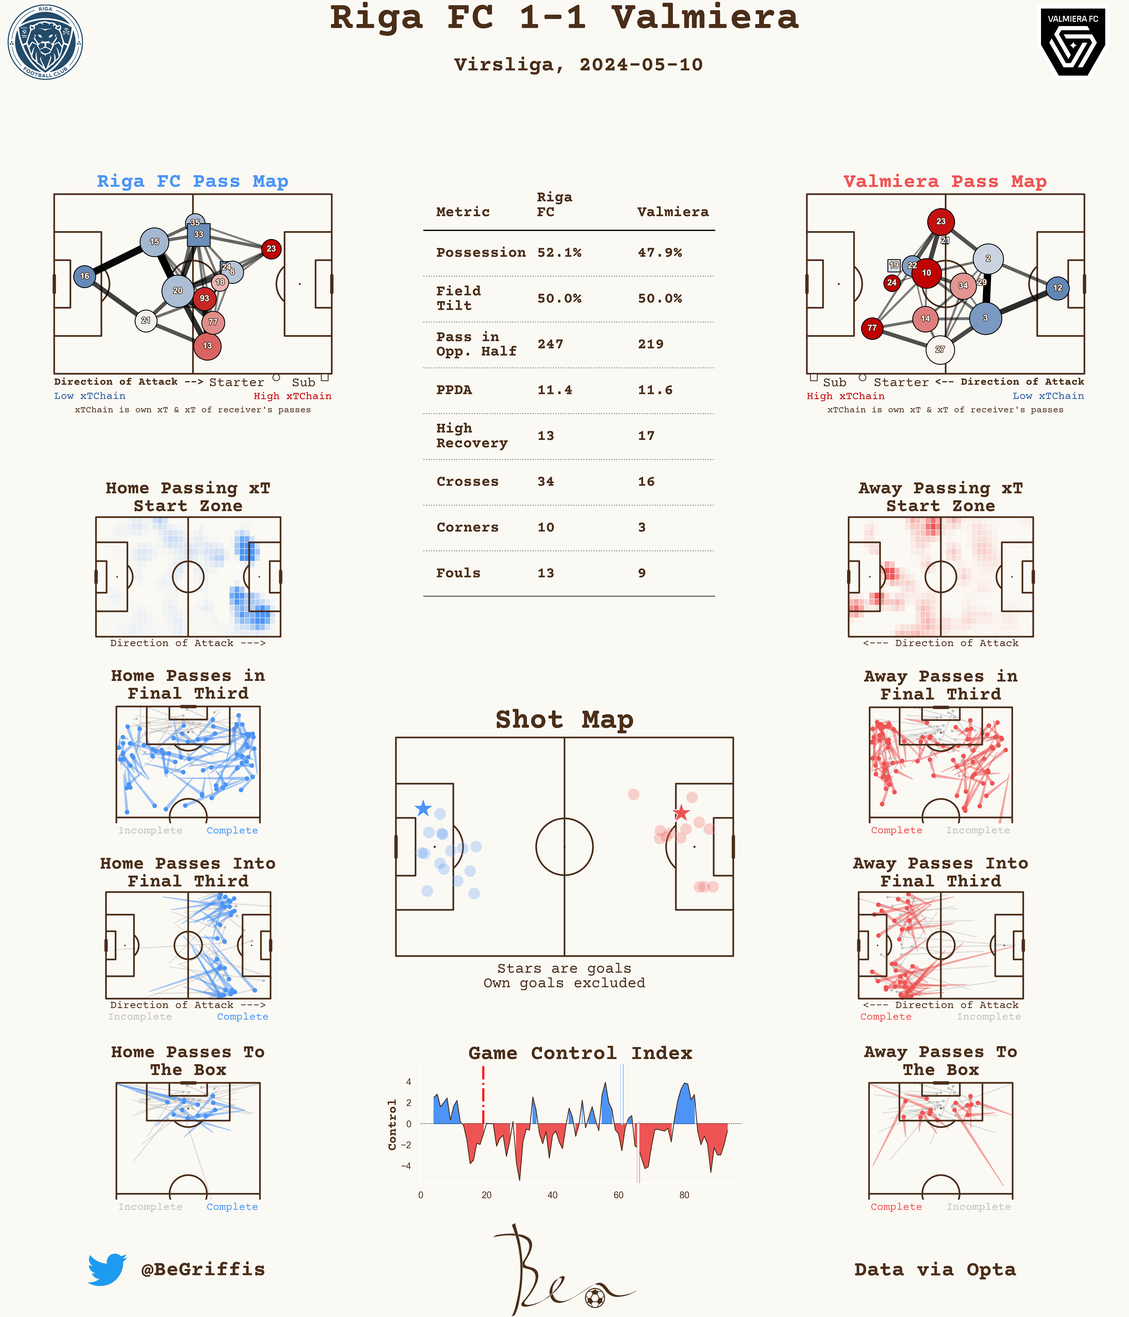 Riga FC 1-1 Valmiera
Virsliga, 2024-05-10
RIGA
FOOTBALL CLUB
VALMIERA FC
Riga FC Pass Map
35
33
15
23
16
24
8
18
20
93
21
77
13
Direction of Attack --> Starter Sub
Low xTChain High xTChain
xTChain is own xT & xT of receiver's passes
Metric Riga FC Valmiera
Possession 52.1% 47.9%
Field Tilt 50.0% 50.0%
Pass in Opp. Half 247 219
PPDA 11.4 11.6
High Recovery 13 17
Crosses 34 16
Corners 10 3
Fouls 13 9
Valmiera Pass Map
23
21
2
19
22
10
24
34
29
12
14
3
77
27
Sub Starter <-- Direction of Attack
High xTChain Low xTChain
xTChain is own xT & xT of receiver's passes
Home Passing xT
Start Zone
Direction of Attack --->
Away Passing xT
Start Zone
<--- Direction of Attack
Home Passes in
Final Third
Incomplete Complete
Away Passes in
Final Third
Complete Incomplete
Shot Map
Stars are goals
Own goals excluded
Home Passes Into
Final Third
Direction of Attack --->
Incomplete Complete
Away Passes Into
Final Third
<--- Direction of Attack
Complete Incomplete
Home Passes To
The Box
Incomplete Complete
Game Control Index
Control
4
2
0
−2
−4
0 20 40 60 80
Away Passes To
The Box
Complete Incomplete
@BeGriffis
Bea
Data via Opta